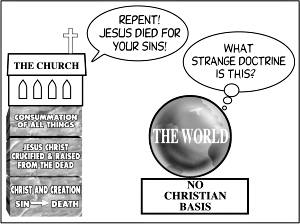 REPENT!
JESUS DIED FOR
YOUR SINS!
WHAT
STRANGE DOCTRINE
IS THIS?
THE CHURCH
CONSUMMATION
OF ALL THINGS
JESUS CHRIST
CRUCIFIED & RAISED
FROM THE DEAD
CHRIST AND CREATION
SIN → DEATH
THE WORLD
NO
CHRISTIAN
BASIS